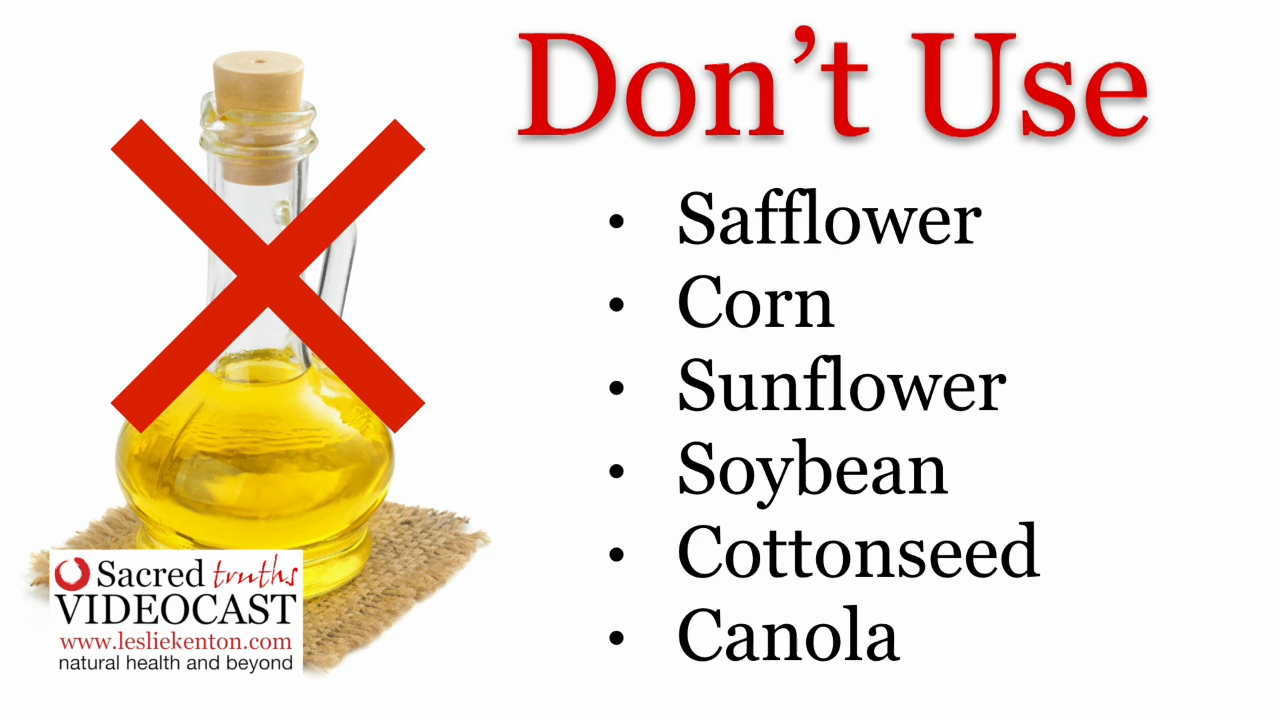 Don’t Use
• Safflower
• Corn
• Sunflower
• Soybean
• Cottonseed
• Canola
Sacred truths
VIDEOCAST
www.lesliekenton.com
natural health and beyond